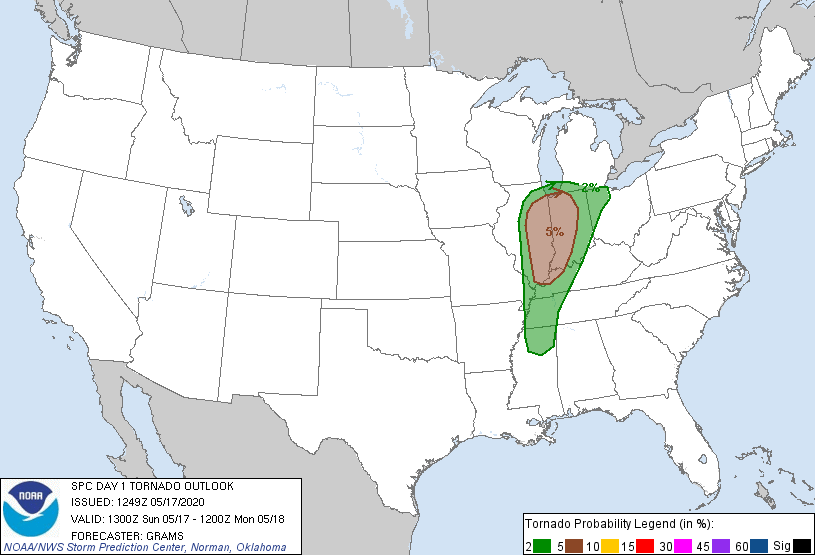 2%
5%
SPC DAY 1 TORNADO OUTLOOK
ISSUED: 1249Z 05/17/2020
VALID: 1300Z Sun 05/17 - 1200Z Mon 05/18
FORECASTER: GRAMS
NOAA/NWS Storm Prediction Center, Norman, Oklahoma
NOAA
Tornado Probability Legend (in %):
2 5 10 15 30 45 60 Sig